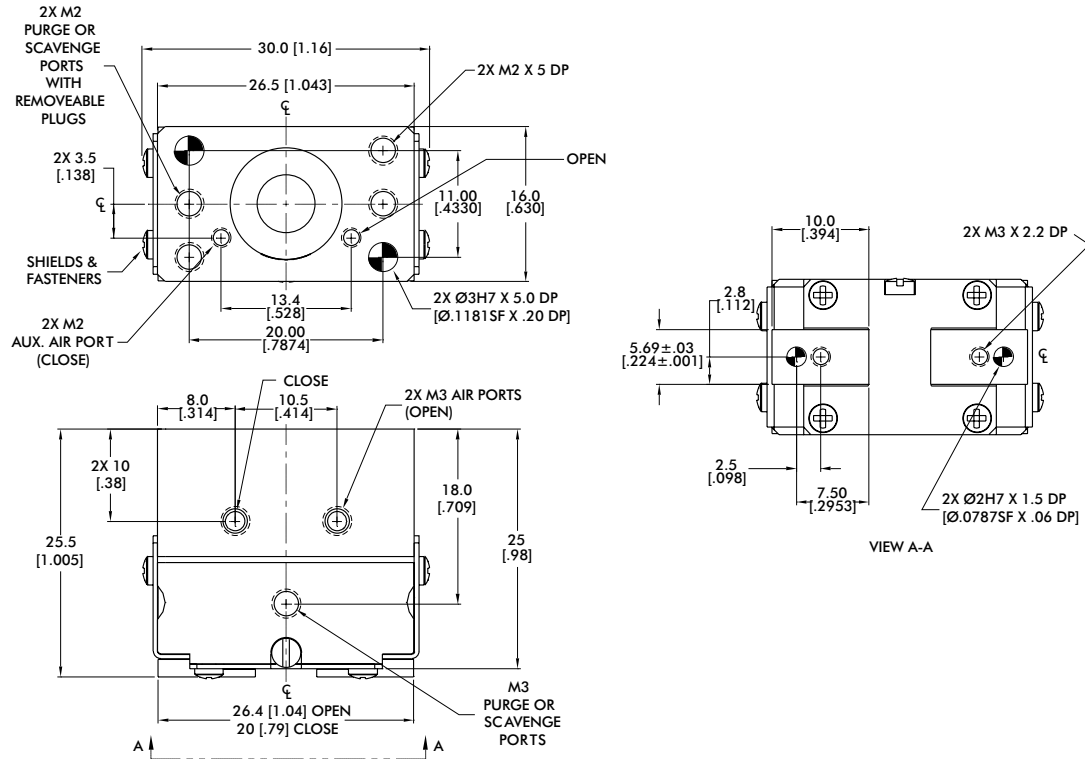 2X M2
PURGE OR
SCAVENGE
PORTS
WITH
REMOVEABLE
PLUGS
30.0 [1.16]
26.5 [1.043]
℄
2X M2 X 5 DP
OPEN
2X 3.5
[.138]
℄
11.00
[.4330]
16.0
[.630]
SHIELDS &
FASTENERS
13.4
[.528]
20.00
[.7874]
2X Ø3H7 X 5.0 DP
[Ø.1181SF X .20 DP]
2X M2
AUX. AIR PORT
(CLOSE)
CLOSE
8.0
[.314]
10.5
[.414]
2X M3 AIR PORTS
(OPEN)
2X 10
[.38]
18.0
[.709]
25.5
[1.005]
25
[.98]
℄
26.4 [1.04] OPEN
20 [.79] CLOSE
M3
PURGE OR
SCAVENGE
PORTS
A
A
10.0
[.394]
2X M3 X 2.2 DP
2.8
[.112]
5.69±.03
[.224±.001]
℄
2.5
[.098]
7.50
[.2953]
2X Ø2H7 X 1.5 DP
[Ø.0787SF X .06 DP]
VIEW A-A